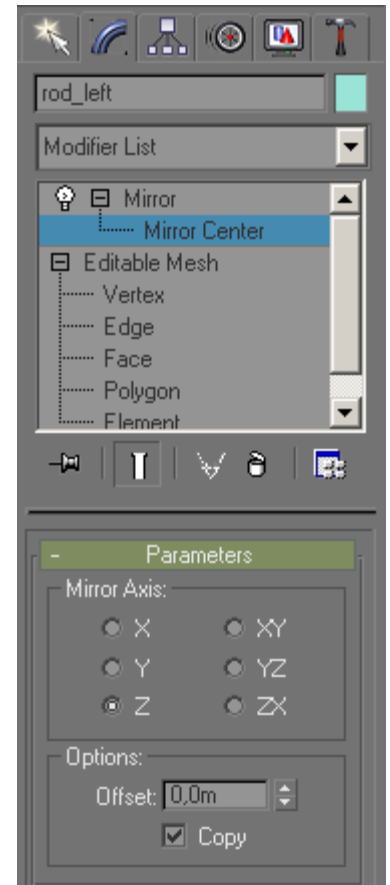 rod_left
Modifier List
Mirror
Mirror Center
Editable Mesh
Vertex
Edge
Face
Polygon
Element
- Parameters
Mirror Axis:
X XY
Y YZ
Z ZX
Options:
Offset: 0,0m
Copy